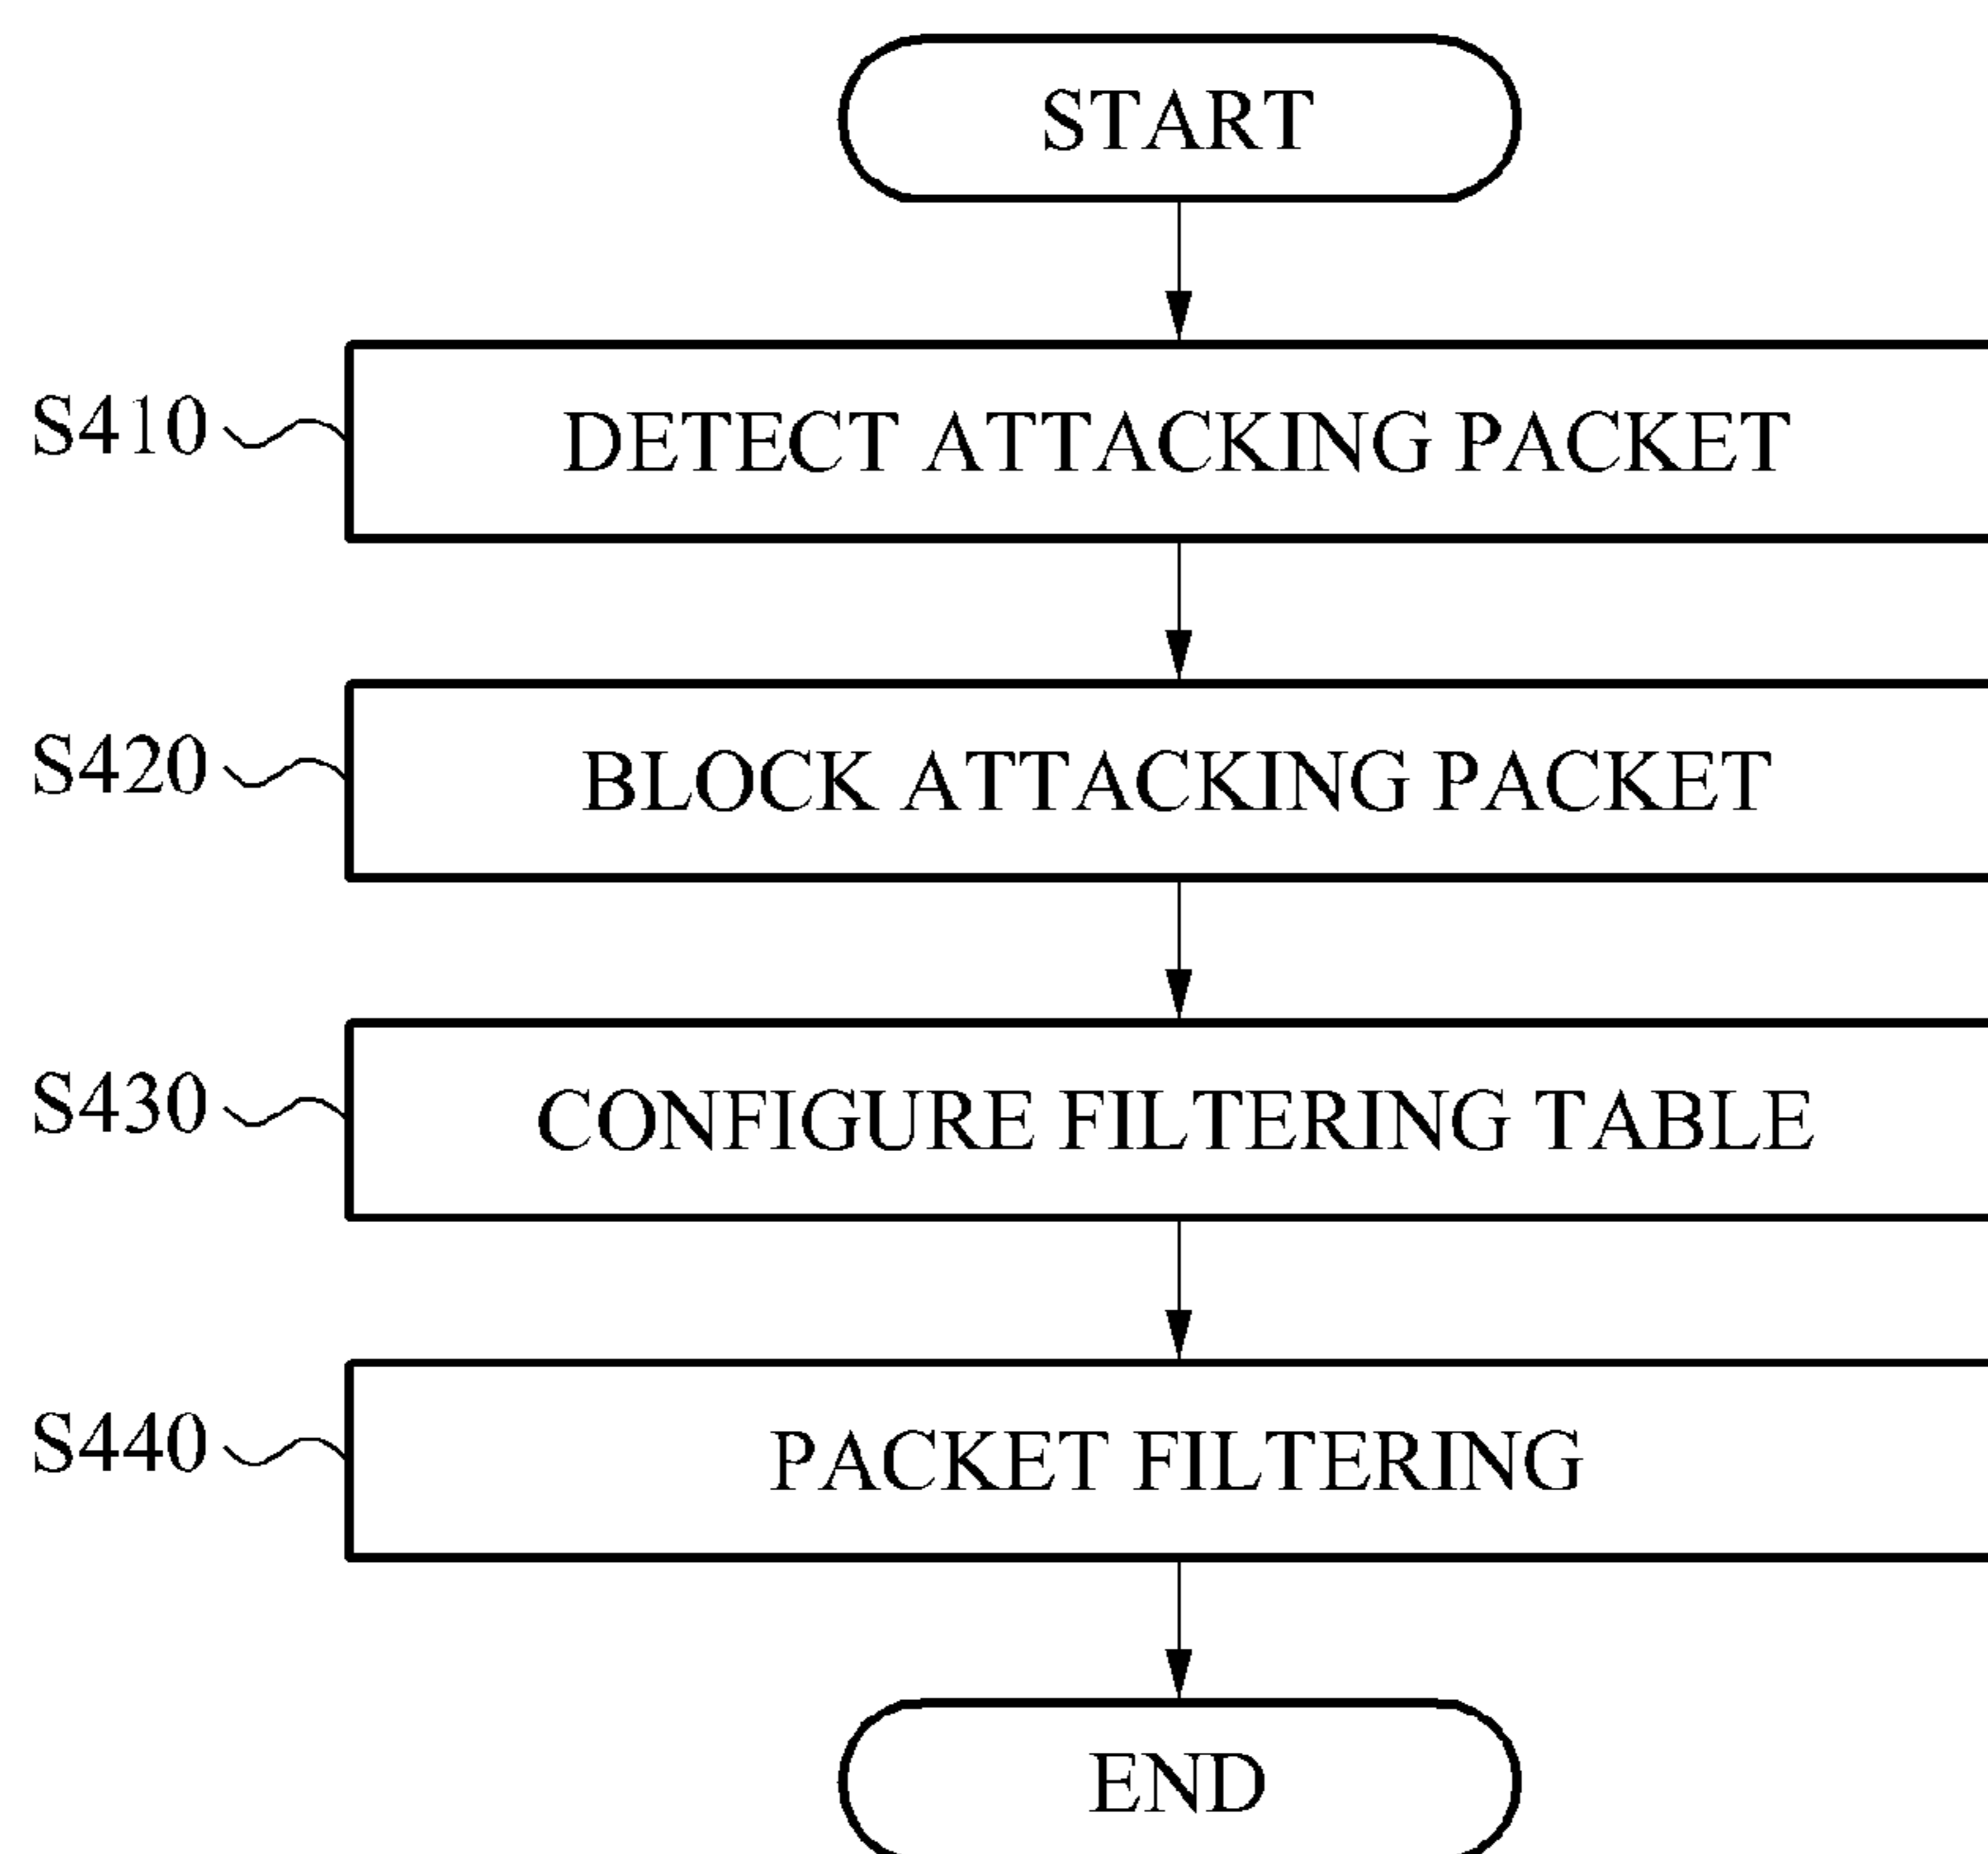 START
S410
DETECT ATTACKING PACKET
S420
BLOCK ATTACKING PACKET
S430
CONFIGURE FILTERING TABLE
S440
PACKET FILTERING
END